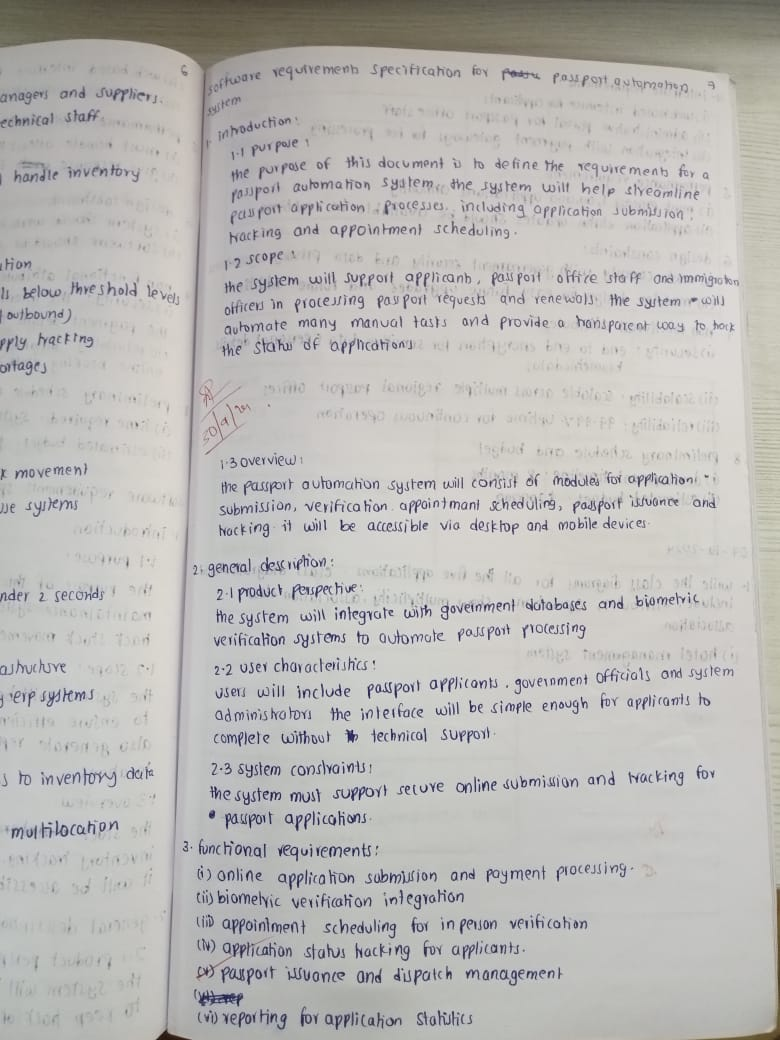 6
anagers and suppliers.
echnical staff.
handle inventory
ation
ls below threshold levels
outbound)
pply tracking
ortages
k movement
use systems
nder 2 seconds
astructure
erp systems
s to inventory data
multilocation
7
software requirements specification for passport automation
system
1 introduction:
1.1 purpose:
the purpose of this document is to define the requirements for a
passport automation system, the system will help streamline
passport application processes, including application submission,
tracking and appointment scheduling.
1.2 scope:
the system will support applicants, passport office staff and immigration
officers in processing passport requests and renewals the system will
automate many manual tasks and provide a transparent way to track
the status of applications
30/9/24
1.3 overview:
the passport automation system will consist of modules for application
submission, verification appointmant scheduling, passport issuance and
tracking it will be accessible via desktop and mobile devices.
2. general description:
2.1 product perspective:
the system will integrate with government databases and biometric
verification systems to automate passport processing
2.2 user characteristics:
users will include passport applicants, government officials and system
administrators the interface will be simple enough for applicants to
complete without technical support.
2.3 system constraints:
the system must support secure online submission and tracking for
passport applications.
3. functional requirements:
(i) online application submission and payment processing.
(ii) biometric verification integration
(iii) appointment scheduling for in person verification
(iv) application status tracking for applicants.
(v) passport issuance and dispatch management
(vi) reporting for application statistics